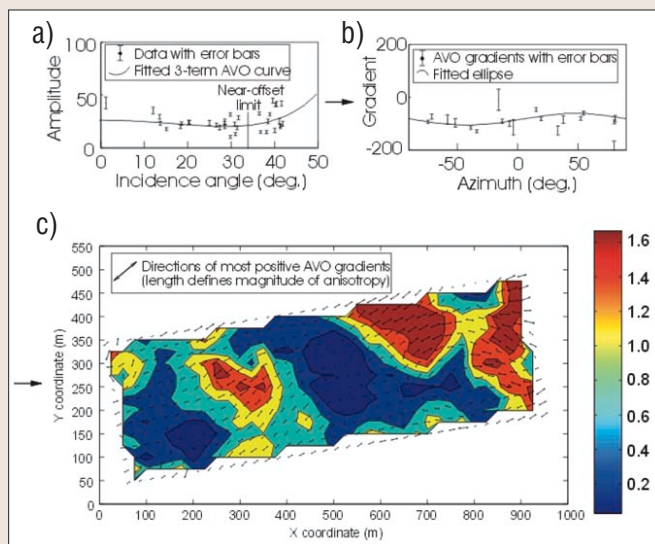 a)
100
50
0
Amplitude
Data with error bars
Fitted 3-term AVO curve
Near-offset
limit
0 10 20 30 40 50
Incidence angle (deg.)
b)
200
0
-200
Gradient
AVO gradients with error bars
Fitted ellipse
-50 0 50
Azimuth (deg.)
c)
550
500
450
400
350
300
250
200
150
100
50
0
Y coordinate (m)
Directions of most positive AVO gradients
(length defines magnitude of anisotropy)
0 100 200 300 400 500 600 700 800 900 1000
X coordinate (m)
1.6
1.4
1.2
1.0
0.8
0.6
0.4
0.2